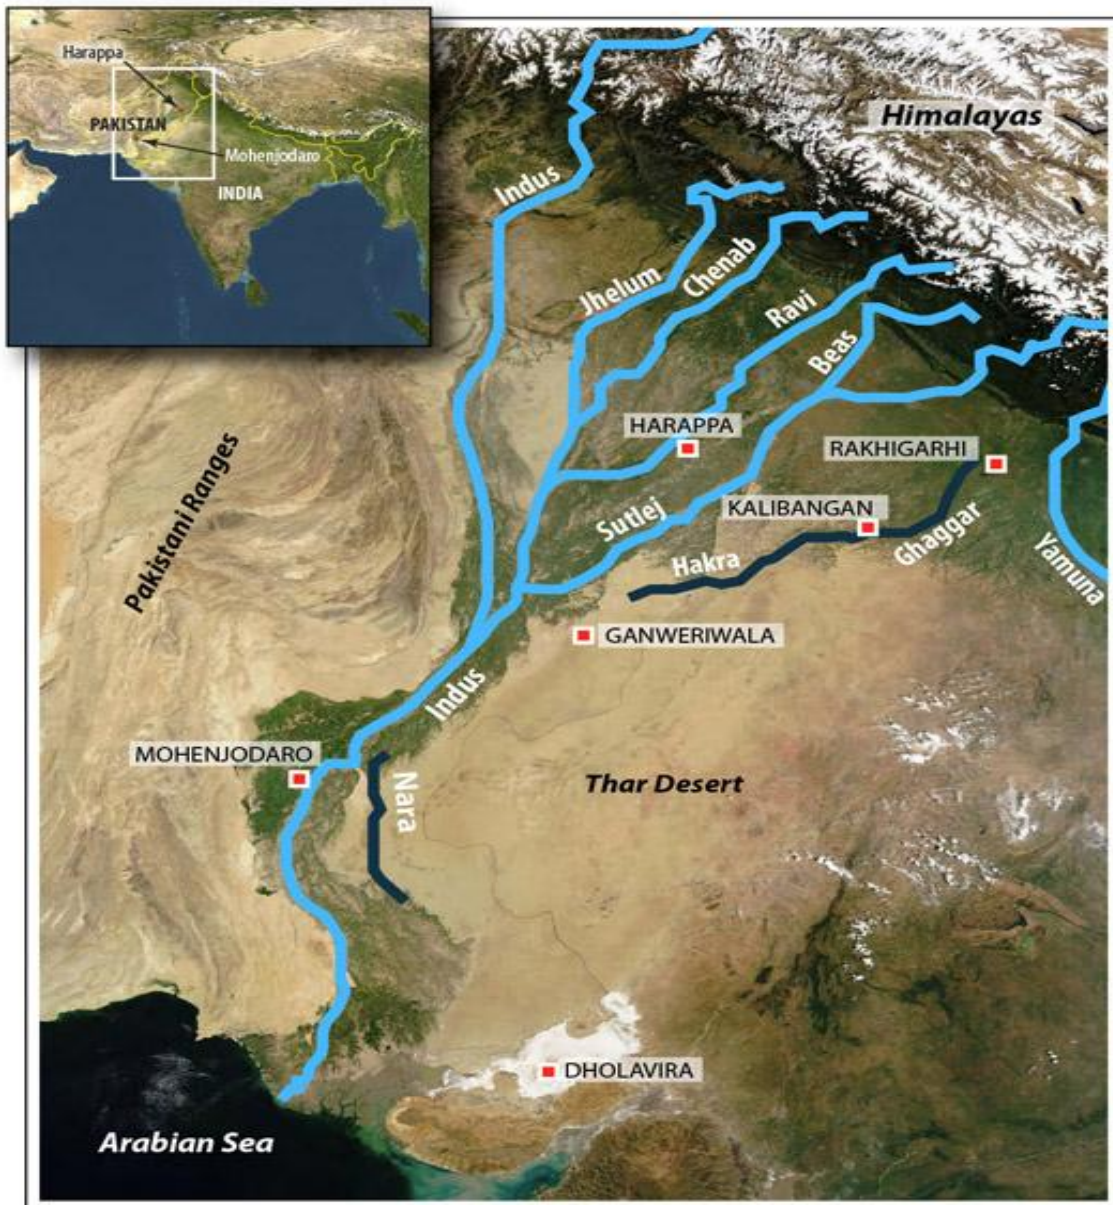 Harappa
PAKISTAN
Mohenjodaro
INDIA
Himalayas
Indus
Jhelum
Chenab
Ravi
Beas
HARAPPA
RAKHIGARHI
Pakistani Ranges
Sutlej
KALIBANGAN
Hakra
Ghaggar
Yamuna
GANWERIWALA
Indus
MOHENJODARO
Nara
Thar Desert
DHOLAVIRA
Arabian Sea